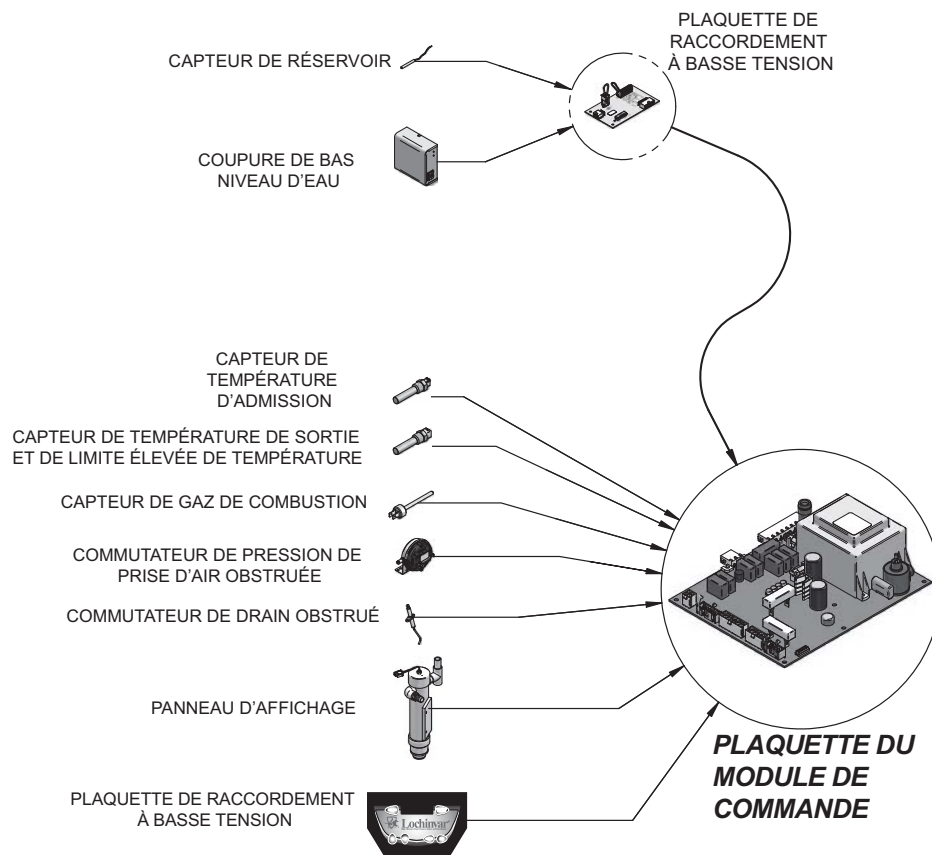 PLAQUETTE DE
RACCORDEMENT
À BASSE TENSION
CAPTEUR DE RÉSERVOIR
COUPURE DE BAS
NIVEAU D'EAU
CAPTEUR DE
TEMPÉRATURE
D'ADMISSION
CAPTEUR DE TEMPÉRATURE DE SORTIE
ET DE LIMITE ÉLEVÉE DE TEMPÉRATURE
CAPTEUR DE GAZ DE COMBUSTION
COMMUTATEUR DE PRESSION DE
PRISE D'AIR OBSTRUÉE
COMMUTATEUR DE DRAIN OBSTRUÉ
PANNEAU D'AFFICHAGE
PLAQUETTE DU
MODULE DE
COMMANDE
PLAQUETTE DE RACCORDEMENT
À BASSE TENSION
Lochinvar